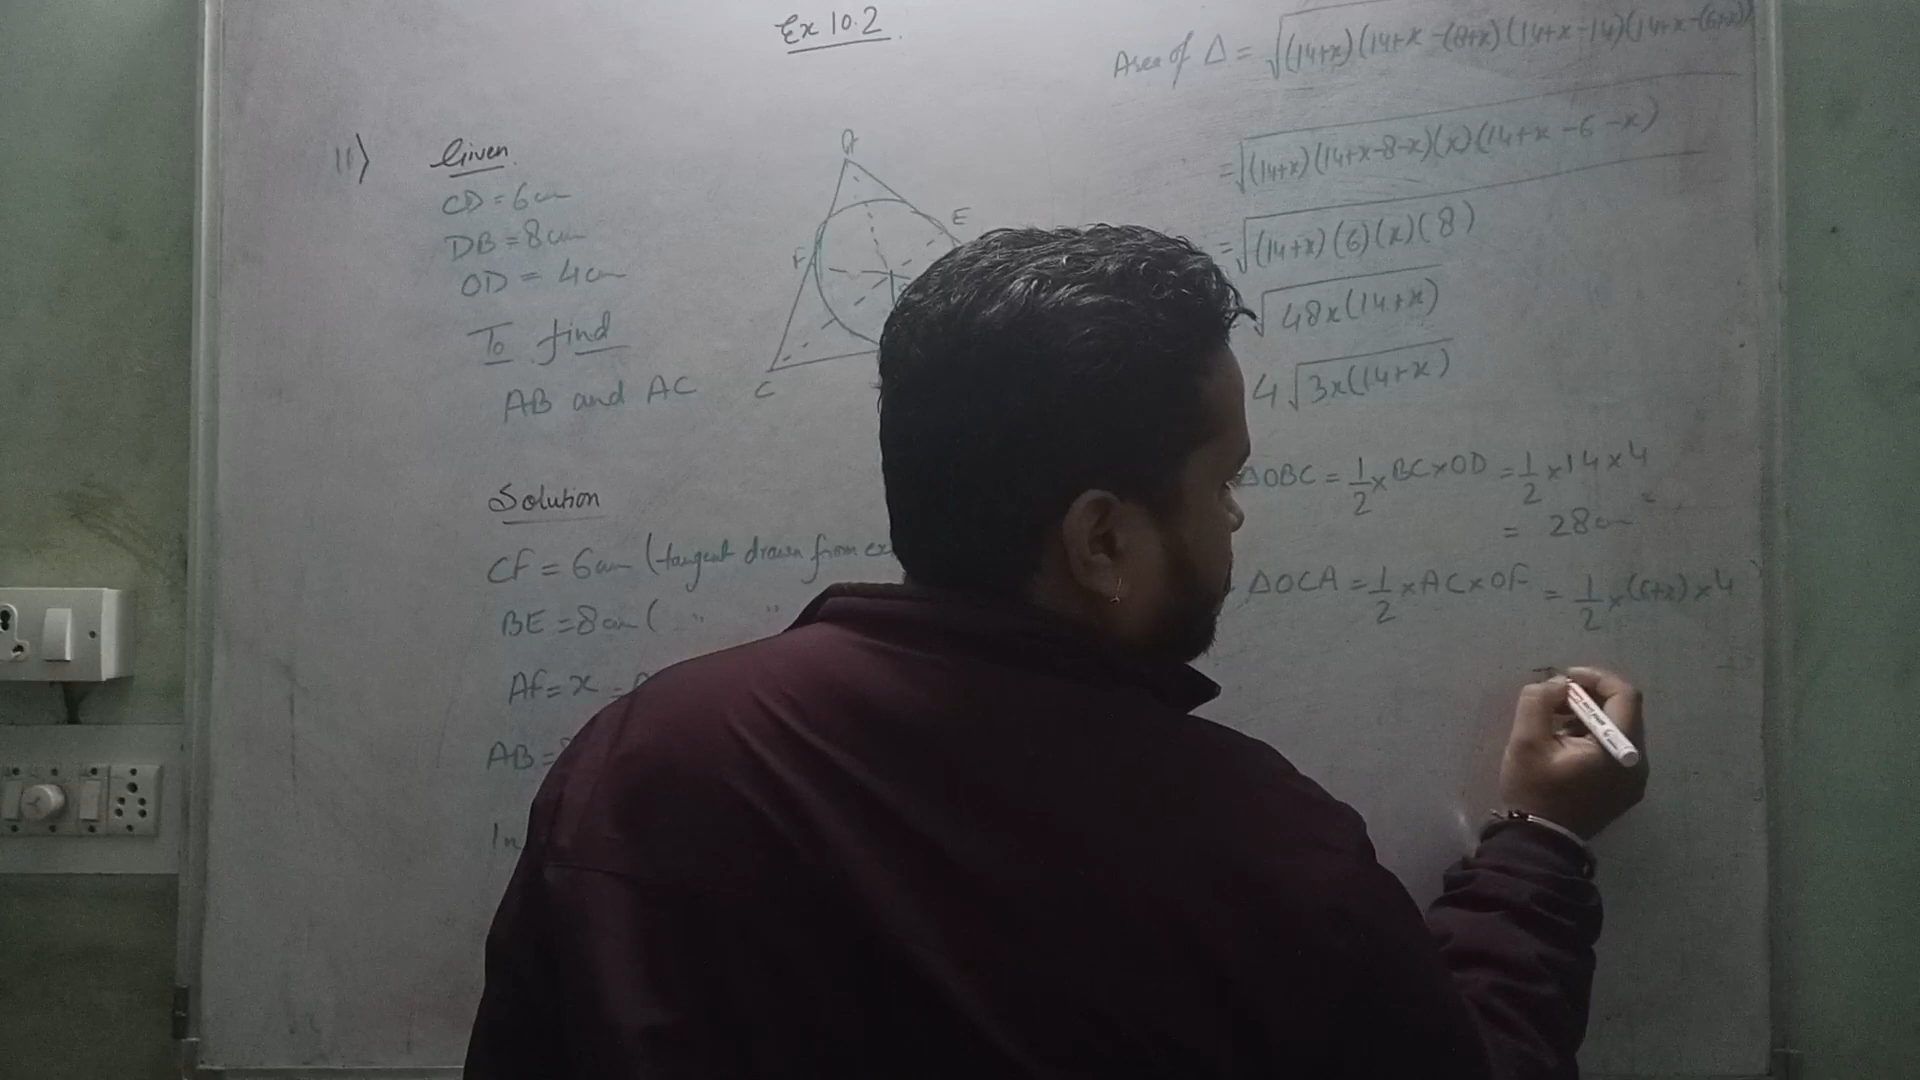 Ex 10.2
11) Given
CD = 6cm
DB = 8cm
OD = 4cm
To find
AB and AC
A
E
F
C
Solution
CF = 6cm (tangent drawn from
BE = 8cm ( " "
AF = x =
AB =
In
Area of Δ = √(14+x)(14+x-(8+x)(14+x-14)(14+x-(6+x))
= √(14+x)(14+x-8-x)(x)(14+x-6-x)
= √(14+x)(6)(x)(8)
√48x(14+x)
4√3x(14+x)
ΔOBC = 1/2 × BC × OD = 1/2 × 14 × 4
= 28cm²
ΔOCA = 1/2 × AC × OF = 1/2 × (6+x) × 4